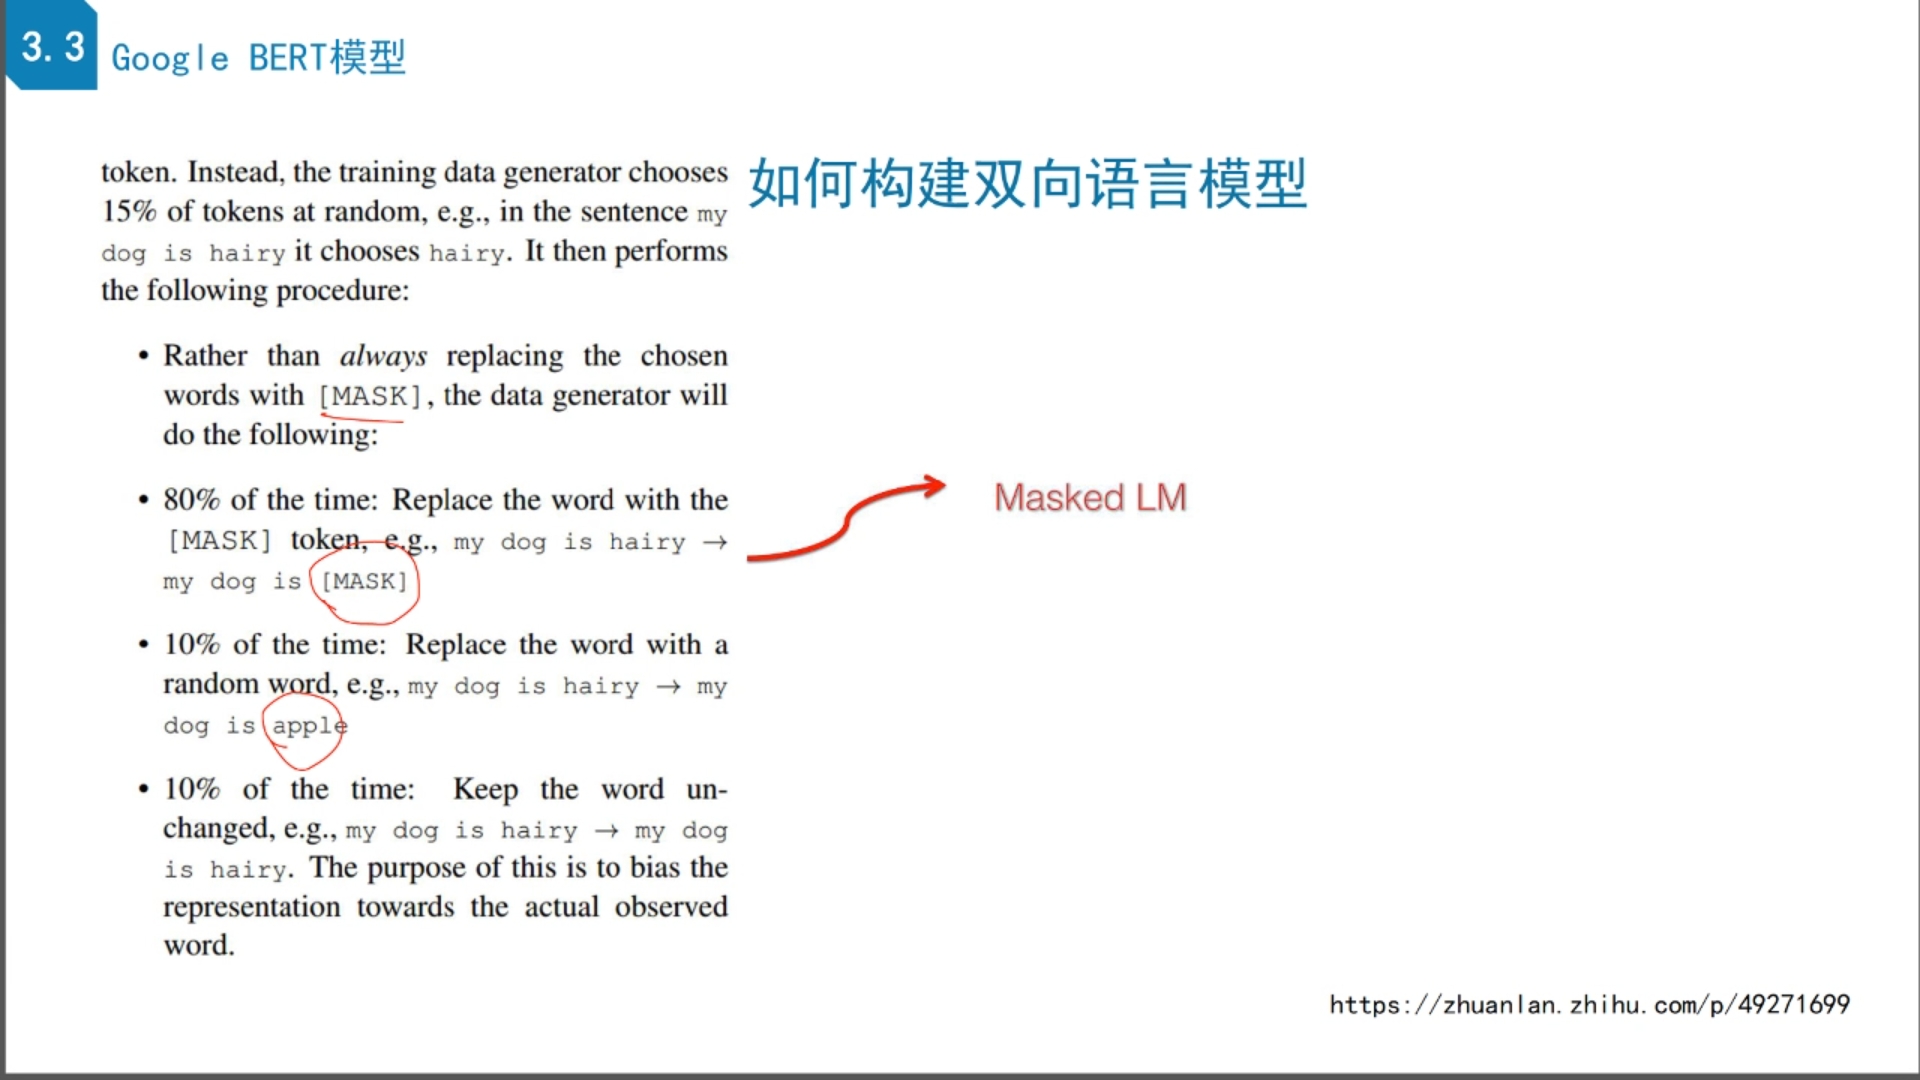 3.3
Google BERT模型
如何构建双向语言模型
token. Instead, the training data generator chooses
15% of tokens at random, e.g., in the sentence my
dog is hairy it chooses hairy. It then performs
the following procedure:
• Rather than always replacing the chosen
words with [MASK], the data generator will
do the following:
• 80% of the time: Replace the word with the
[MASK] token, e.g., my dog is hairy →
my dog is [MASK]
• 10% of the time: Replace the word with a
random word, e.g., my dog is hairy → my
dog is apple
• 10% of the time: Keep the word un-
changed, e.g., my dog is hairy → my dog
is hairy. The purpose of this is to bias the
representation towards the actual observed
word.
Masked LM
https://zhuanlan.zhihu.com/p/49271699